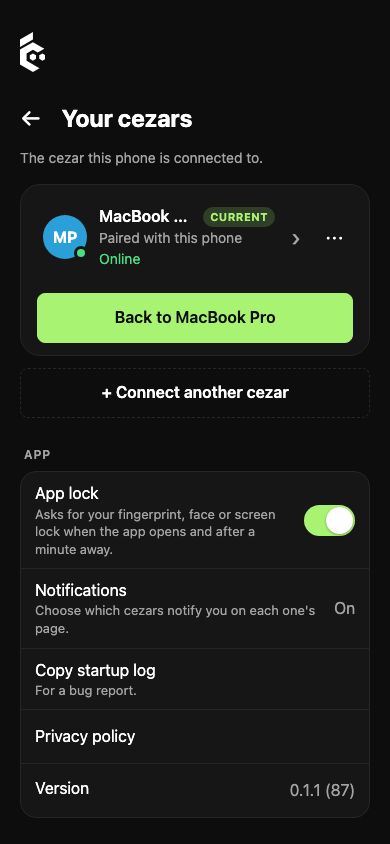 Your cezars
The cezar this phone is connected to.
MP
MacBook ...
CURRENT
Paired with this phone
Online
Back to MacBook Pro
+ Connect another cezar
APP
App lock
Asks for your fingerprint, face or screen
lock when the app opens and after a
minute away.
Notifications
Choose which cezars notify you on each one's
page.
On
Copy startup log
For a bug report.
Privacy policy
Version
0.1.1 (87)